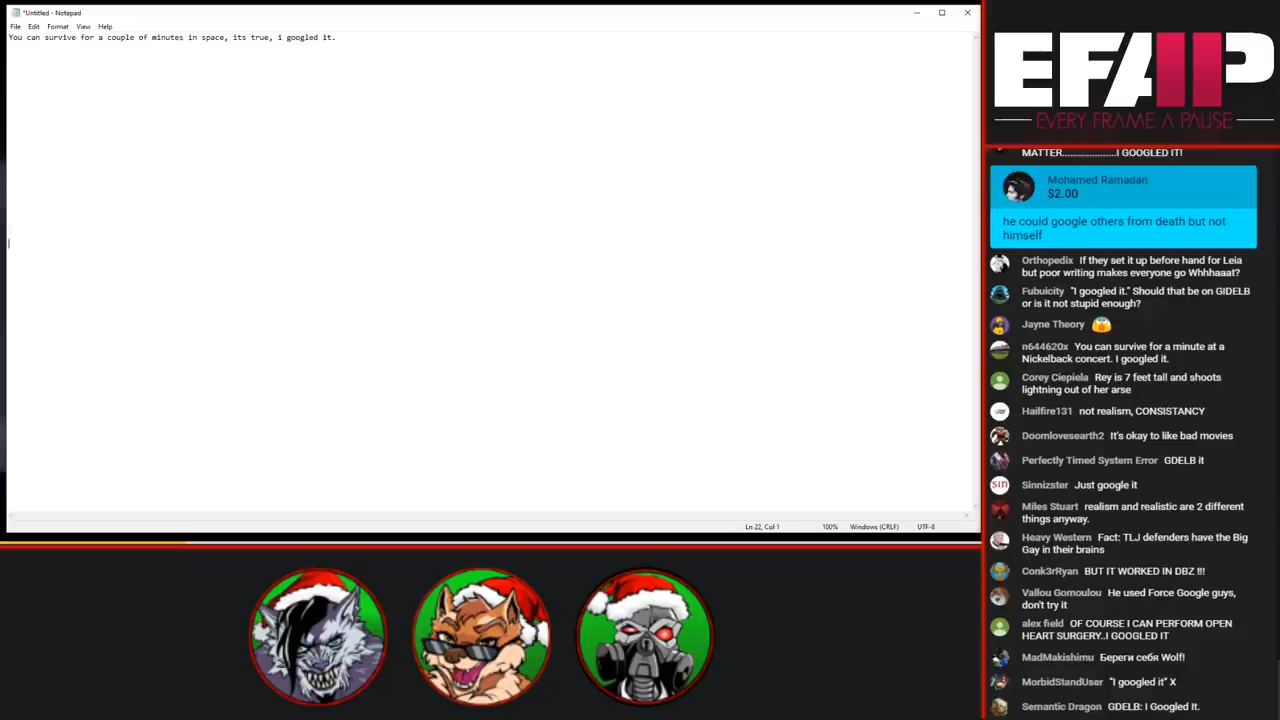 *Untitled - Notepad
File Edit Format View Help
You can survive for a couple of minutes in space, its true, i googled it.
Ln 22, Col 1 100% Windows (CRLF) UTF-8
EFAP
EVERY FRAME A PAUSE
MATTER....................I GOOGLED IT!
Mohamed Ramadan
$2.00
he could google others from death but not
himself
Orthopedix If they set it up before hand for Leia
but poor writing makes everyone go Whhhaaat?
Fubuicity "I googled it." Should that be on GIDELB
or is it not stupid enough?
Jayne Theory
n644620x You can survive for a minute at a
Nickelback concert. I googled it.
Corey Ciepiela Rey is 7 feet tall and shoots
lightning out of her arse
Hailfire131 not realism, CONSISTANCY
Doomlovesearth2 It's okay to like bad movies
Perfectly Timed System Error GDELB it
sin
Sinnizster Just google it
Miles Stuart realism and realistic are 2 different
things anyway.
Heavy Western Fact: TLJ defenders have the Big
Gay in their brains
Conk3rRyan BUT IT WORKED IN DBZ !!!
Vallou Gomoulou He used Force Google guys,
don't try it
alex field OF COURSE I CAN PERFORM OPEN
HEART SURGERY..I GOOGLED IT
MadMakishimu Береги себя Wolf!
MorbidStandUser "I googled it" X
Semantic Dragon GDELB: I Googled It.